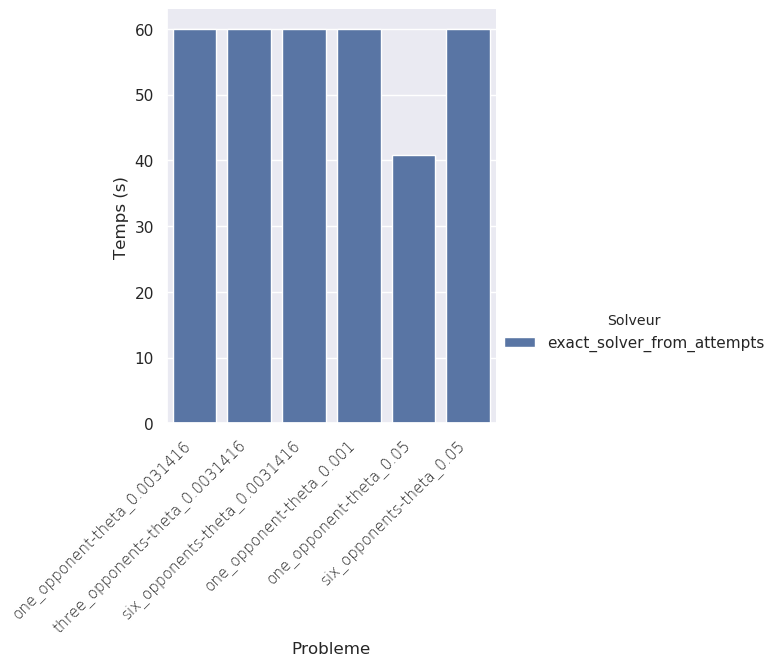 60
50
40
30
20
10
0
Temps (s)
one_opponent-theta_0.0031416
three_opponents-theta_0.0031416
six_opponents-theta_0.0031416
one_opponent-theta_0.001
one_opponent-theta_0.05
six_opponents-theta_0.05
Probleme
Solveur
exact_solver_from_attempts